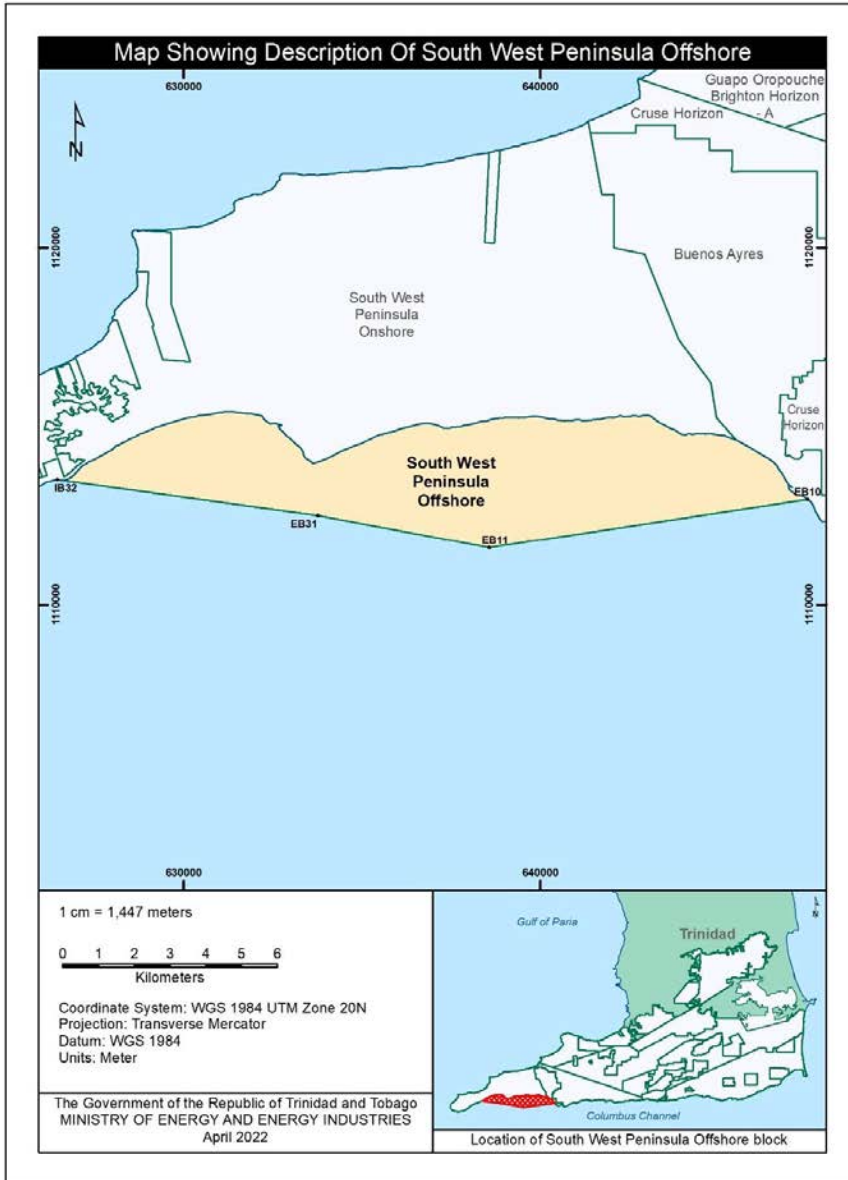 Map Showing Description Of South West Peninsula Offshore
630000
640000
Guapo Oropouche
Brighton Horizon
- A
Cruse Horizon
N
1120000
1120000
Buenos Ayres
South West
Peninsula
Onshore
Cruse
Horizon
South West
Peninsula
Offshore
IB32
EB31
EB11
EB10
1110000
1110000
630000
640000
1 cm = 1,447 meters
0 1 2 3 4 5 6
Kilometers
Coordinate System: WGS 1984 UTM Zone 20N
Projection: Transverse Mercator
Datum: WGS 1984
Units: Meter
The Government of the Republic of Trinidad and Tobago
MINISTRY OF ENERGY AND ENERGY INDUSTRIES
April 2022
Gulf of Paria
Trinidad
N
Columbus Channel
Location of South West Peninsula Offshore block